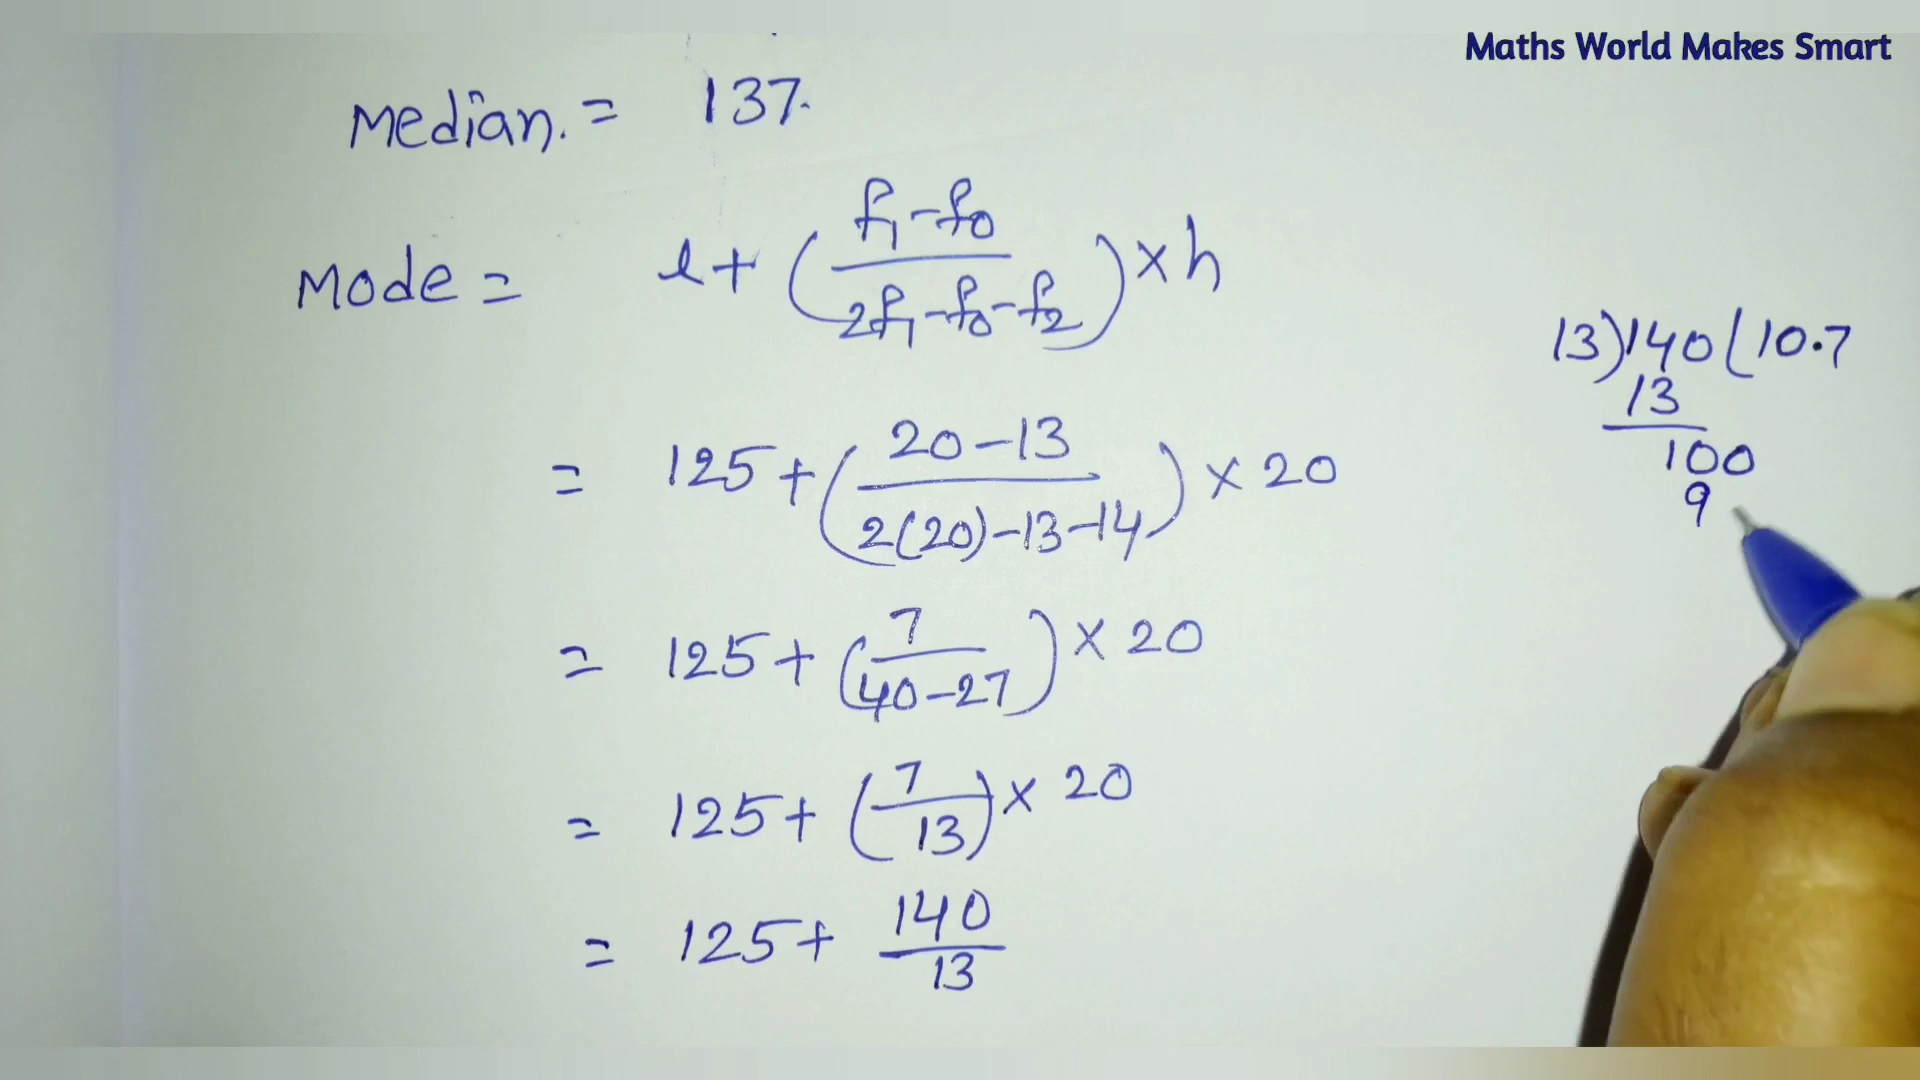 Maths World Makes Smart
Median. = 137.
Mode = l + (f₁-f₀ / 2f₁-f₀-f₂) × h
= 125 + (20-13 / 2(20)-13-14) × 20
= 125 + (7 / 40-27) × 20
= 125 + (7 / 13) × 20
= 125 + 140 / 13
13)140(10.7
13
100
9